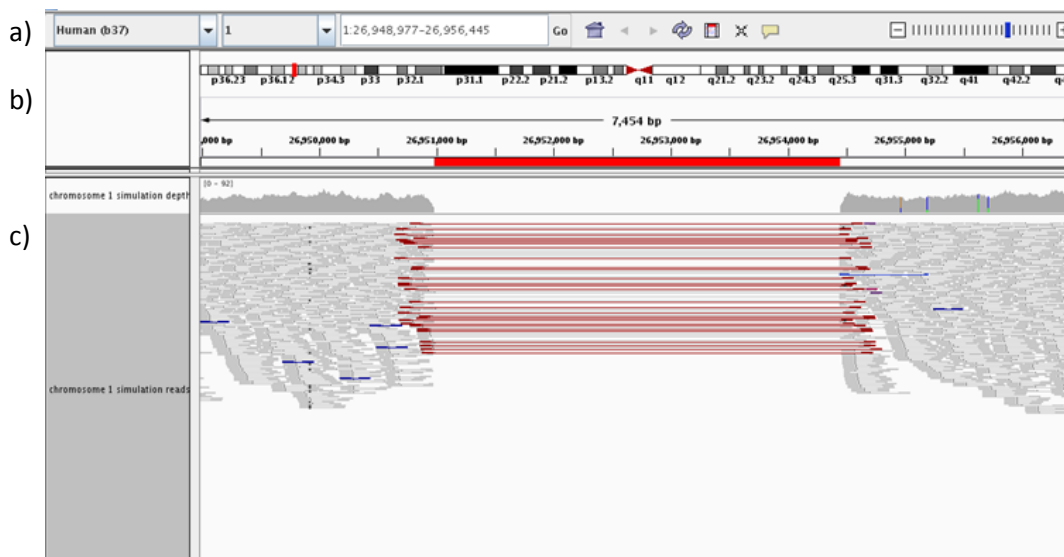 a)
Human (b37) 1 1:26,948,977-26,956,445 Go
b)
p36.23 p36.12 p34.3 p33 p32.1 p31.1 p22.2 p21.2 p13.2 q11 q12 q21.2 q23.2 q24.3 q25.3 q31.3 q32.2 q41 q42.2
7,454 bp
,000 bp 26,950,000 bp 26,951,000 bp 26,952,000 bp 26,953,000 bp 26,954,000 bp 26,955,000 bp 26,956,000 bp
chromosome 1 simulation depth [0 - 92]
c)
chromosome 1 simulation reads